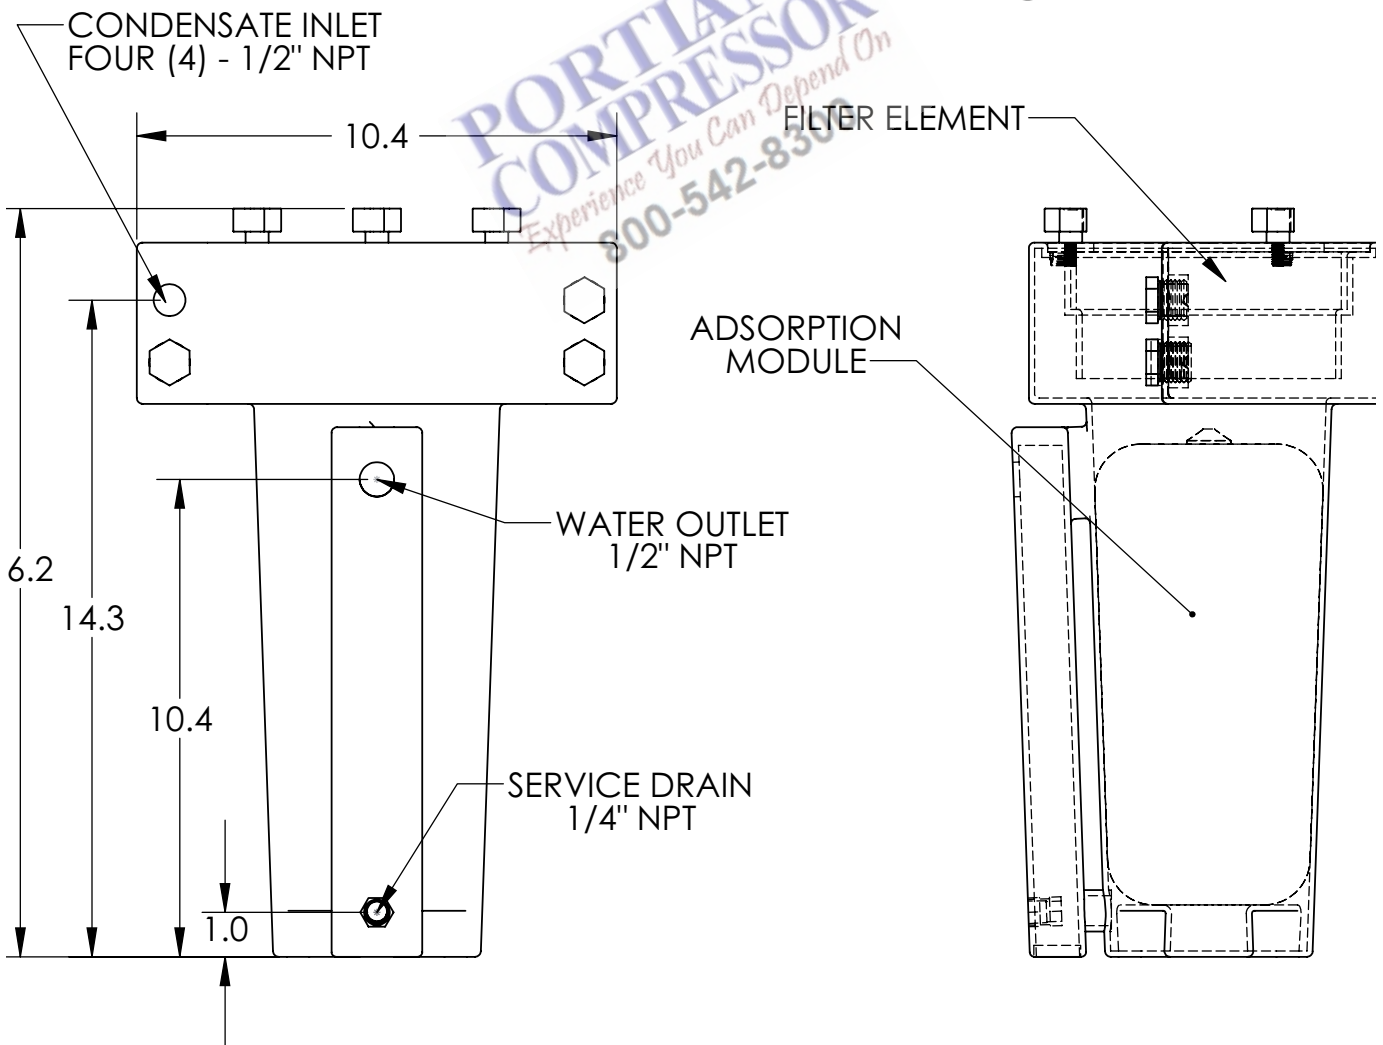 CONDENSATE INLET
FOUR (4) - 1/2" NPT
10.4
COMPRESSOR
Experience You Can Depend On
800-542-8300
FILTER ELEMENT
ADSORPTION
MODULE
WATER OUTLET
1/2" NPT
6.2
14.3
10.4
SERVICE DRAIN
1/4" NPT
1.0